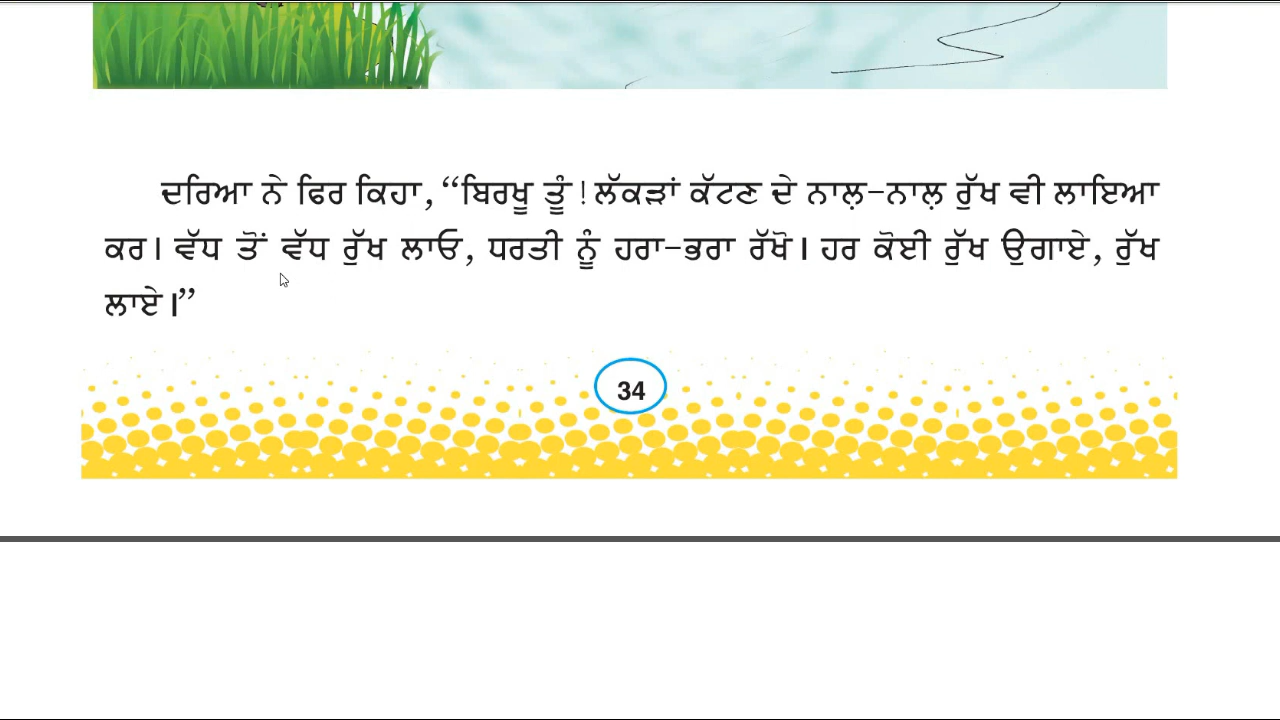 ਦਰਿਆ ਨੇ ਫਿਰ ਕਿਹਾ, “ਬਿਰਖੂ ਤੂੰ ! ਲੱਕੜਾਂ ਕੱਟਣ ਦੇ ਨਾਲ਼-ਨਾਲ਼ ਰੁੱਖ ਵੀ ਲਾਇਆ
ਕਰ। ਵੱਧ ਤੋਂ ਵੱਧ ਰੁੱਖ ਲਾਓ, ਧਰਤੀ ਨੂੰ ਹਰਾ-ਭਰਾ ਰੱਖੋ। ਹਰ ਕੋਈ ਰੁੱਖ ਉਗਾਏ, ਰੁੱਖ
ਲਾਏ।”
34